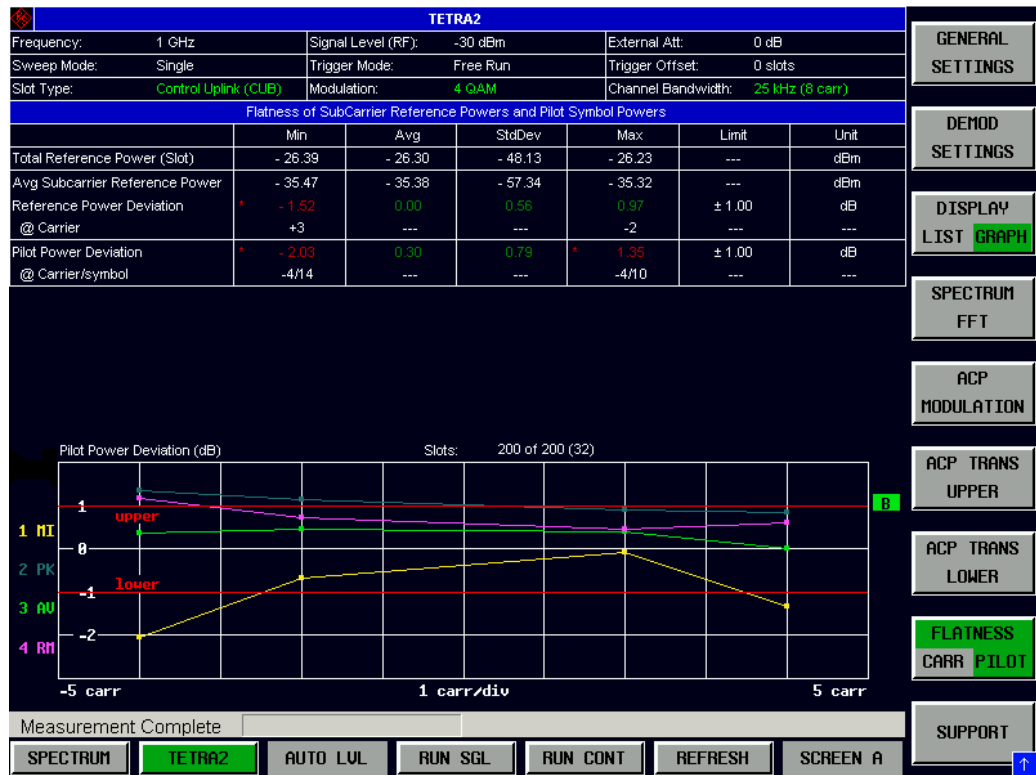 TETRA2
Frequency: 1 GHz Signal Level (RF): -30 dBm External Att: 0 dB
Sweep Mode: Single Trigger Mode: Free Run Trigger Offset: 0 slots
Slot Type: Control Uplink (CUB) Modulation: 4 QAM Channel Bandwidth: 25 kHz (8 carr)
Flatness of SubCarrier Reference Powers and Pilot Symbol Powers
Min Avg StdDev Max Limit Unit
Total Reference Power (Slot) - 26.39 - 26.30 - 48.13 - 26.23 --- dBm
Avg Subcarrier Reference Power - 35.47 - 35.38 - 57.34 - 35.32 --- dBm
Reference Power Deviation * - 1.52 0.00 0.56 0.97 ± 1.00 dB
@ Carrier +3 --- --- -2 --- ---
Pilot Power Deviation * - 2.03 0.30 0.79 * 1.35 ± 1.00 dB
@ Carrier/symbol -4/14 --- --- -4/10 --- ---
Pilot Power Deviation (dB) Slots: 200 of 200 (32)
1
upper
B
1 MI
0
2 PK
lower
-1
3 AV
-2
4 RM
-5 carr 1 carr/div 5 carr
Measurement Complete
SPECTRUM TETRA2 AUTO LVL RUN SGL RUN CONT REFRESH SCREEN A
GENERAL
SETTINGS
DEMOD
SETTINGS
DISPLAY
LIST GRAPH
SPECTRUM
FFT
ACP
MODULATION
ACP TRANS
UPPER
ACP TRANS
LOWER
FLATNESS
CARR PILOT
SUPPORT
↑